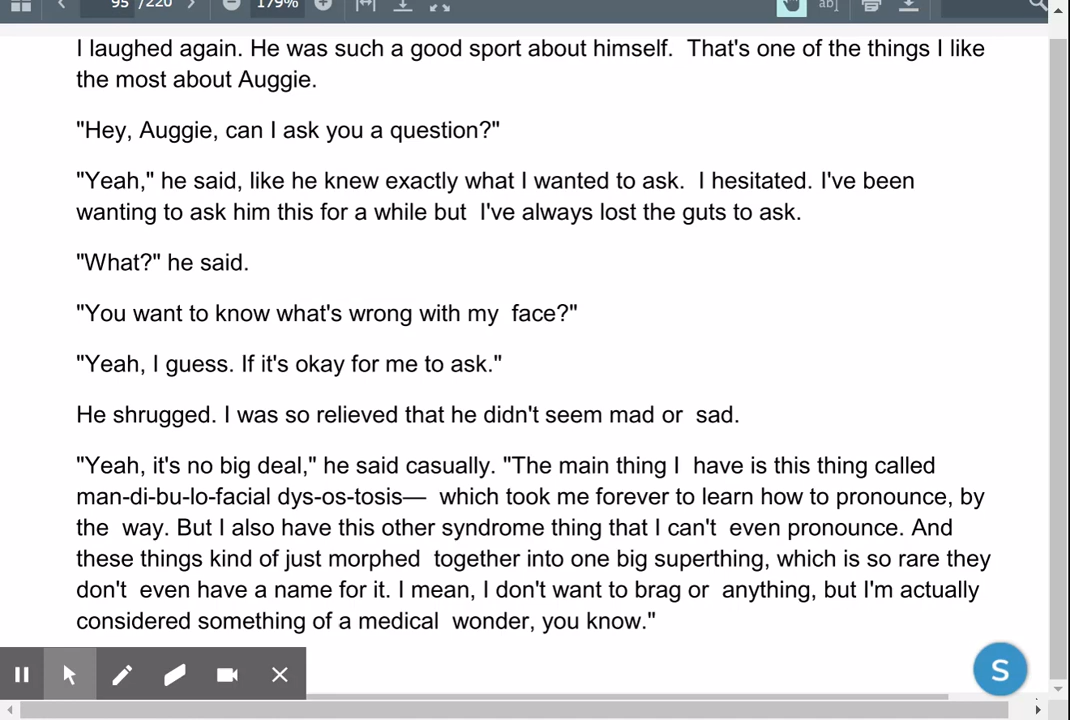 95 /220 179%
I laughed again. He was such a good sport about himself. That's one of the things I like
the most about Auggie.
"Hey, Auggie, can I ask you a question?"
"Yeah," he said, like he knew exactly what I wanted to ask. I hesitated. I've been
wanting to ask him this for a while but I've always lost the guts to ask.
"What?" he said.
"You want to know what's wrong with my face?"
"Yeah, I guess. If it's okay for me to ask."
He shrugged. I was so relieved that he didn't seem mad or sad.
"Yeah, it's no big deal," he said casually. "The main thing I have is this thing called
man-di-bu-lo-facial dys-os-tosis— which took me forever to learn how to pronounce, by
the way. But I also have this other syndrome thing that I can't even pronounce. And
these things kind of just morphed together into one big superthing, which is so rare they
don't even have a name for it. I mean, I don't want to brag or anything, but I'm actually
considered something of a medical wonder, you know."
S